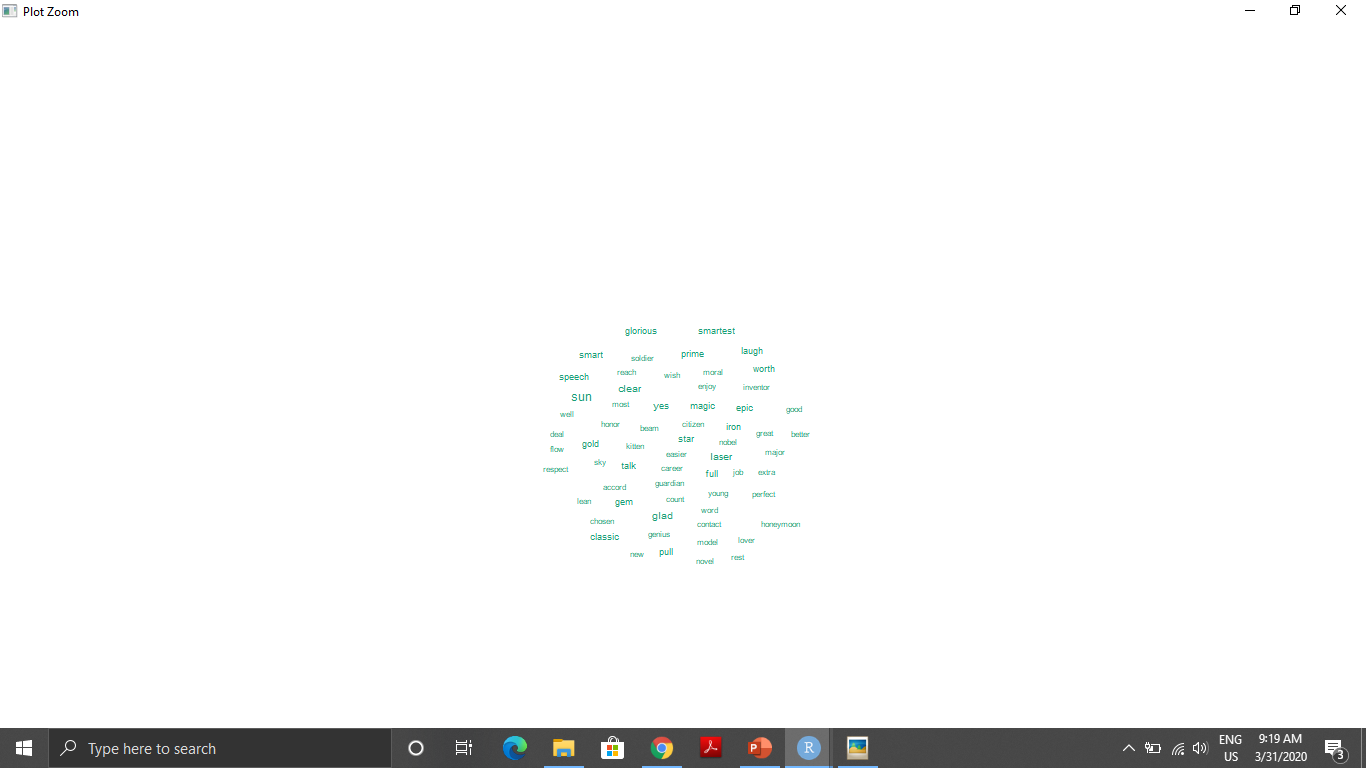 Plot Zoom
glorious smartest
smart soldier prime laugh
speech reach wish moral worth
sun clear enjoy inventor
well most yes magic epic good
honor beam citizen iron
deal gold kitten star nobel great better
flow easier laser major
respect sky talk career full job extra
accord guardian
lean gem count young perfect
glad word
chosen contact honeymoon
classic genius model lover
new pull novel rest
Type here to search
ENG 9:19 AM
US 3/31/2020 3